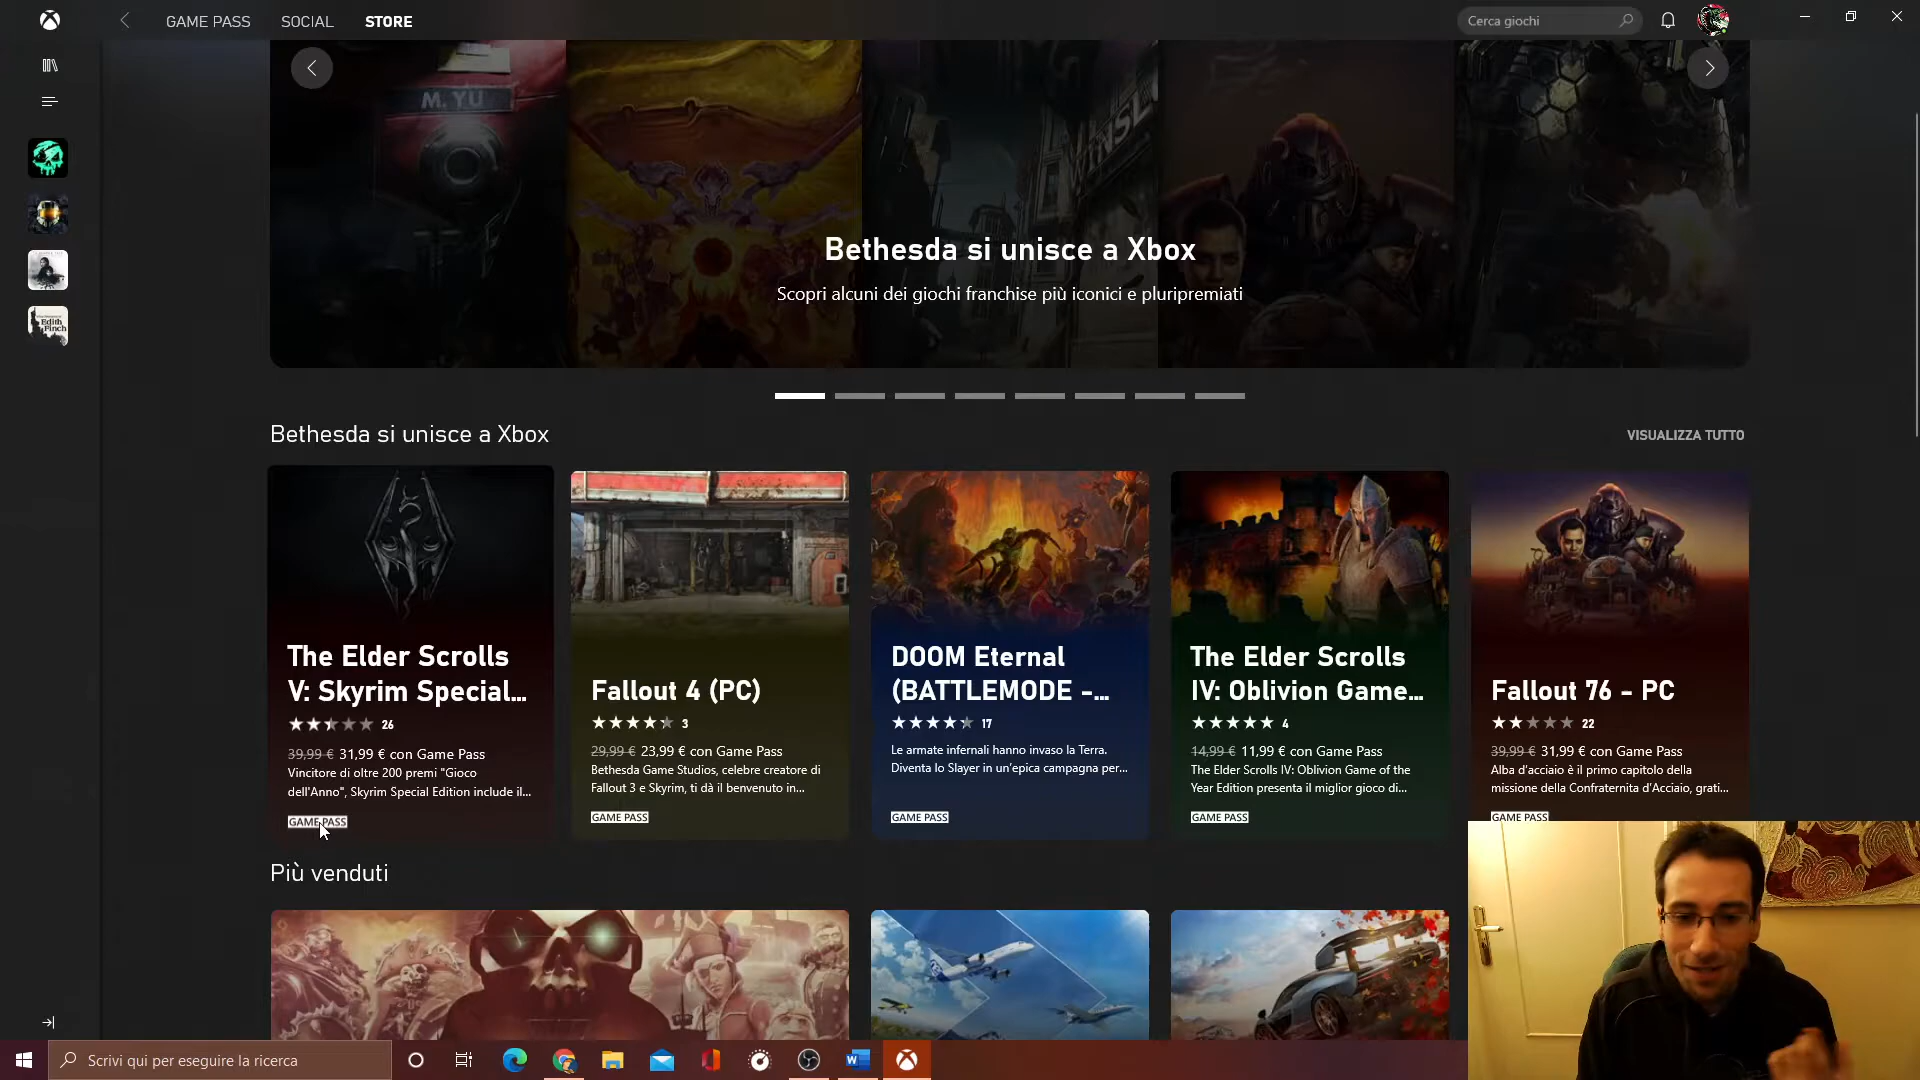 GAME PASS
SOCIAL
STORE
Cerca giochi
M. YU
Bethesda si unisce a Xbox
Scopri alcuni dei giochi franchise più iconici e pluripremiati
Bethesda si unisce a Xbox
VISUALIZZA TUTTO
The Elder Scrolls
V: Skyrim Special...
26
39,99 € 31,99 € con Game Pass
Vincitore di oltre 200 premi "Gioco
dell'Anno", Skyrim Special Edition include il...
GAME PASS
Fallout 4 (PC)
3
29,99 € 23,99 € con Game Pass
Bethesda Game Studios, celebre creatore di
Fallout 3 e Skyrim, ti dà il benvenuto in...
GAME PASS
DOOM Eternal
(BATTLEMODE -...
17
Le armate infernali hanno invaso la Terra.
Diventa lo Slayer in un'epica campagna per...
GAME PASS
The Elder Scrolls
IV: Oblivion Game...
4
14,99 € 11,99 € con Game Pass
The Elder Scrolls IV: Oblivion Game of the
Year Edition presenta il miglior gioco di...
GAME PASS
Fallout 76 - PC
22
39,99 € 31,99 € con Game Pass
Alba d'acciaio è il primo capitolo della
missione della Confraternita d'Acciaio, grati...
GAME PASS
Più venduti
Edith
Finch
Scrivi qui per eseguire la ricerca